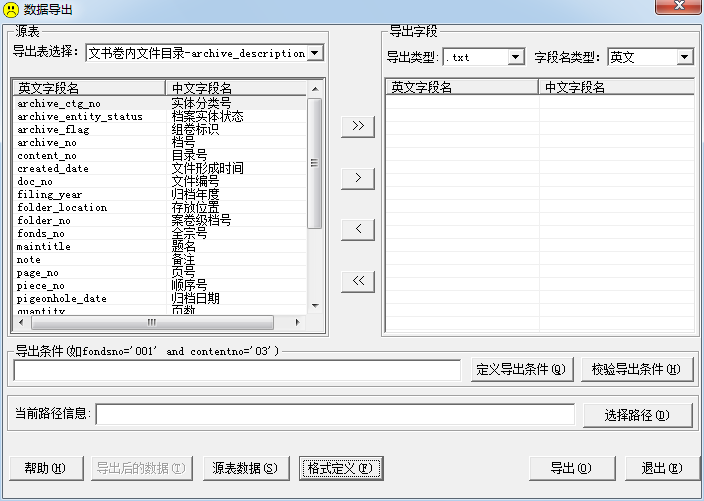 数据导出
源表
导出表选择: 文书卷内文件目录-archive_description
英文字段名 中文字段名
archive_ctg_no 实体分类号
archive_entity_status 档案实体状态
archive_flag 组卷标识
archive_no 档号
content_no 目录号
created_date 文件形成时间
doc_no 文件编号
filing_year 归档年度
folder_location 存放位置
folder_no 案卷级档号
fonds_no 全宗号
maintitle 题名
note 备注
page_no 页号
piece_no 顺序号
pigeonhole_date 归档日期
quantity 页数
>>
>
<
<<
导出字段
导出类型: .txt 字段名类型: 英文
英文字段名 中文字段名
导出条件(如fondsno='001' and contentno='03')
定义导出条件(Q) 校验导出条件(H)
当前路径信息: 选择路径(D)
帮助(H) 导出后的数据(T) 源表数据(S) 格式定义(F) 导出(O) 退出(E)